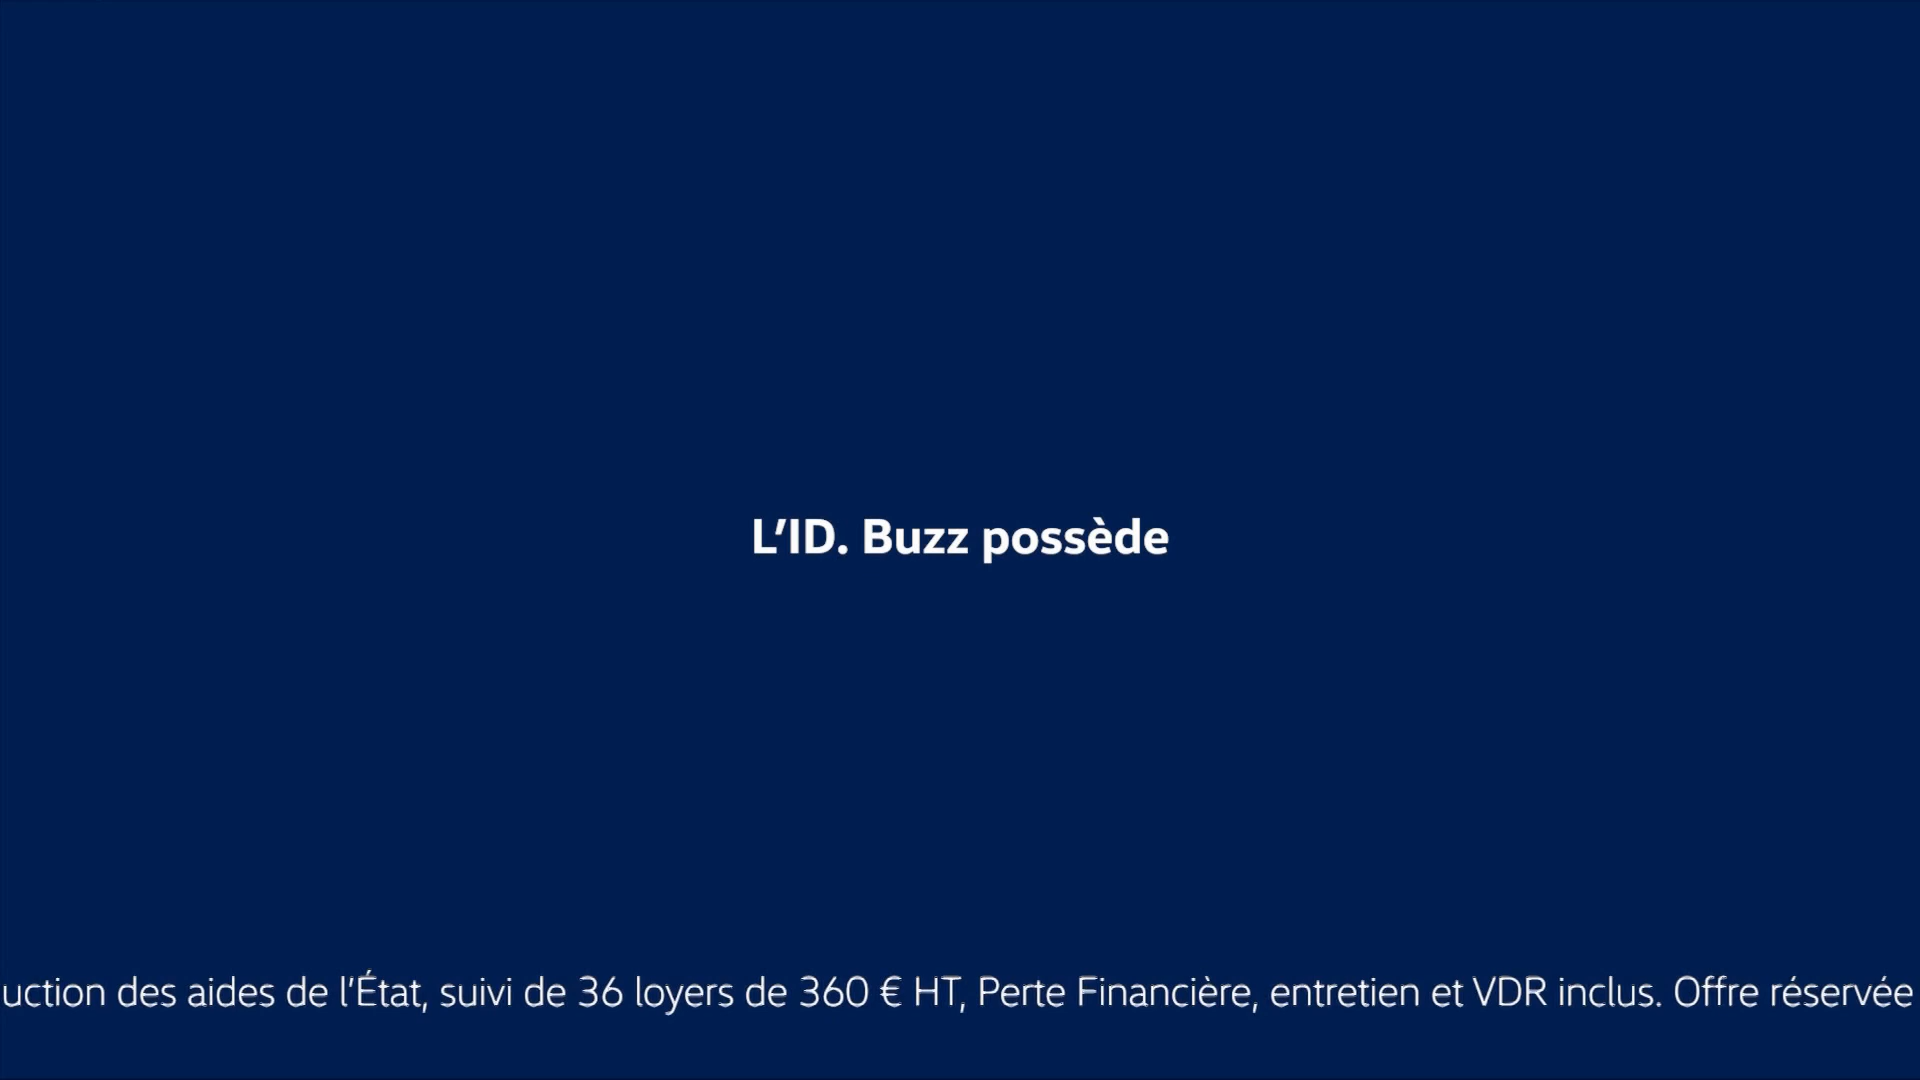 L’ID. Buzz possède
uction des aides de l’État, suivi de 36 loyers de 360 € HT, Perte Financière, entretien et VDR inclus. Offre réservée